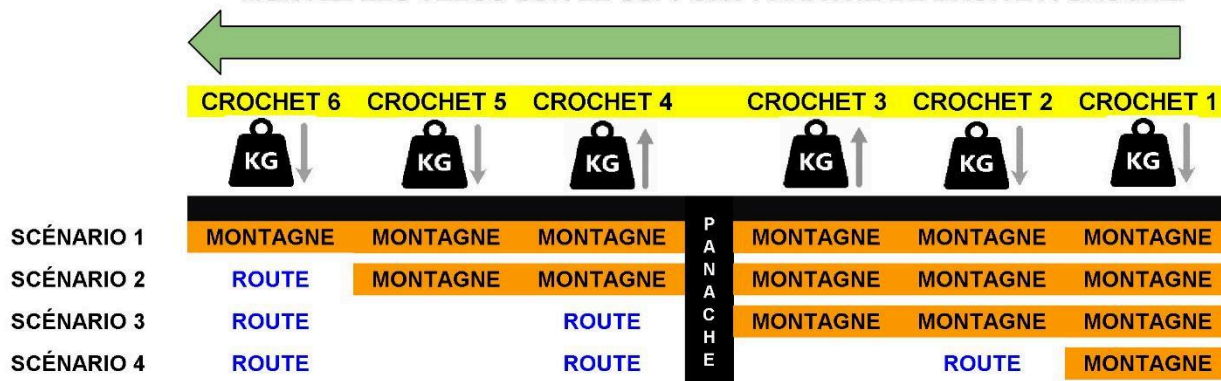 CROCHET 6 CROCHET 5 CROCHET 4 CROCHET 3 CROCHET 2 CROCHET 1
KG KG KG KG KG KG
PANACHE
SCÉNARIO 1 MONTAGNE MONTAGNE MONTAGNE MONTAGNE MONTAGNE MONTAGNE
SCÉNARIO 2 ROUTE MONTAGNE MONTAGNE MONTAGNE MONTAGNE MONTAGNE
SCÉNARIO 3 ROUTE ROUTE MONTAGNE MONTAGNE MONTAGNE
SCÉNARIO 4 ROUTE ROUTE ROUTE MONTAGNE